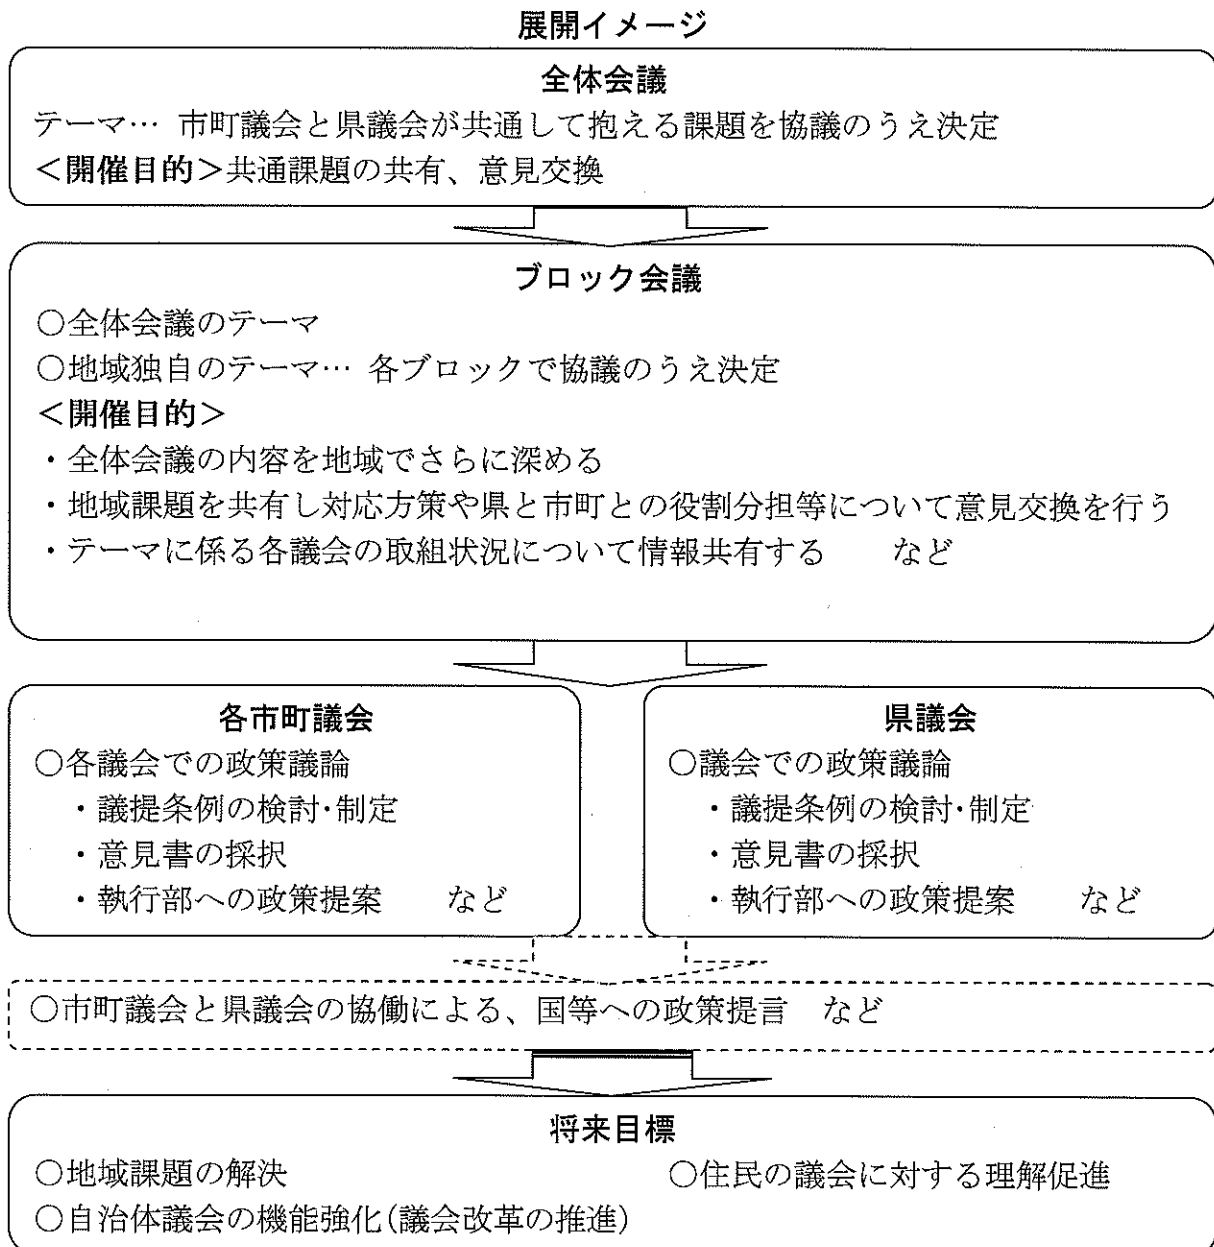 展開イメージ
全体会議
テーマ… 市町議会と県議会が共通して抱える課題を協議のうえ決定
＜開催目的＞共通課題の共有、意見交換
ブロック会議
○全体会議のテーマ
○地域独自のテーマ… 各ブロックで協議のうえ決定
＜開催目的＞
・全体会議の内容を地域でさらに深める
・地域課題を共有し対応方策や県と市町との役割分担等について意見交換を行う
・テーマに係る各議会の取組状況について情報共有する　　など
各市町議会
○各議会での政策議論
・議提条例の検討･制定
・意見書の採択
・執行部への政策提案　　など
県議会
○議会での政策議論
・議提条例の検討･制定
・意見書の採択
・執行部への政策提案　　など
○市町議会と県議会の協働による、国等への政策提言　など
将来目標
○地域課題の解決　　○住民の議会に対する理解促進
○自治体議会の機能強化(議会改革の推進)